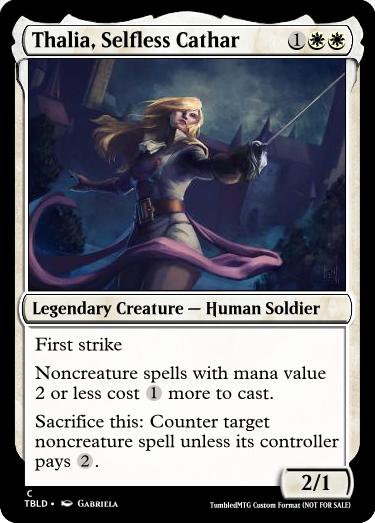 Thalia, Selfless Cathar 1
Legendary Creature — Human Soldier
First strike
Noncreature spells with mana value
2 or less cost 1 more to cast.
Sacrifice this: Counter target
noncreature spell unless its controller
pays 2.
2/1
C
TBLD • GABRIELA
TumbledMTG Custom Format (NOT FOR SALE)